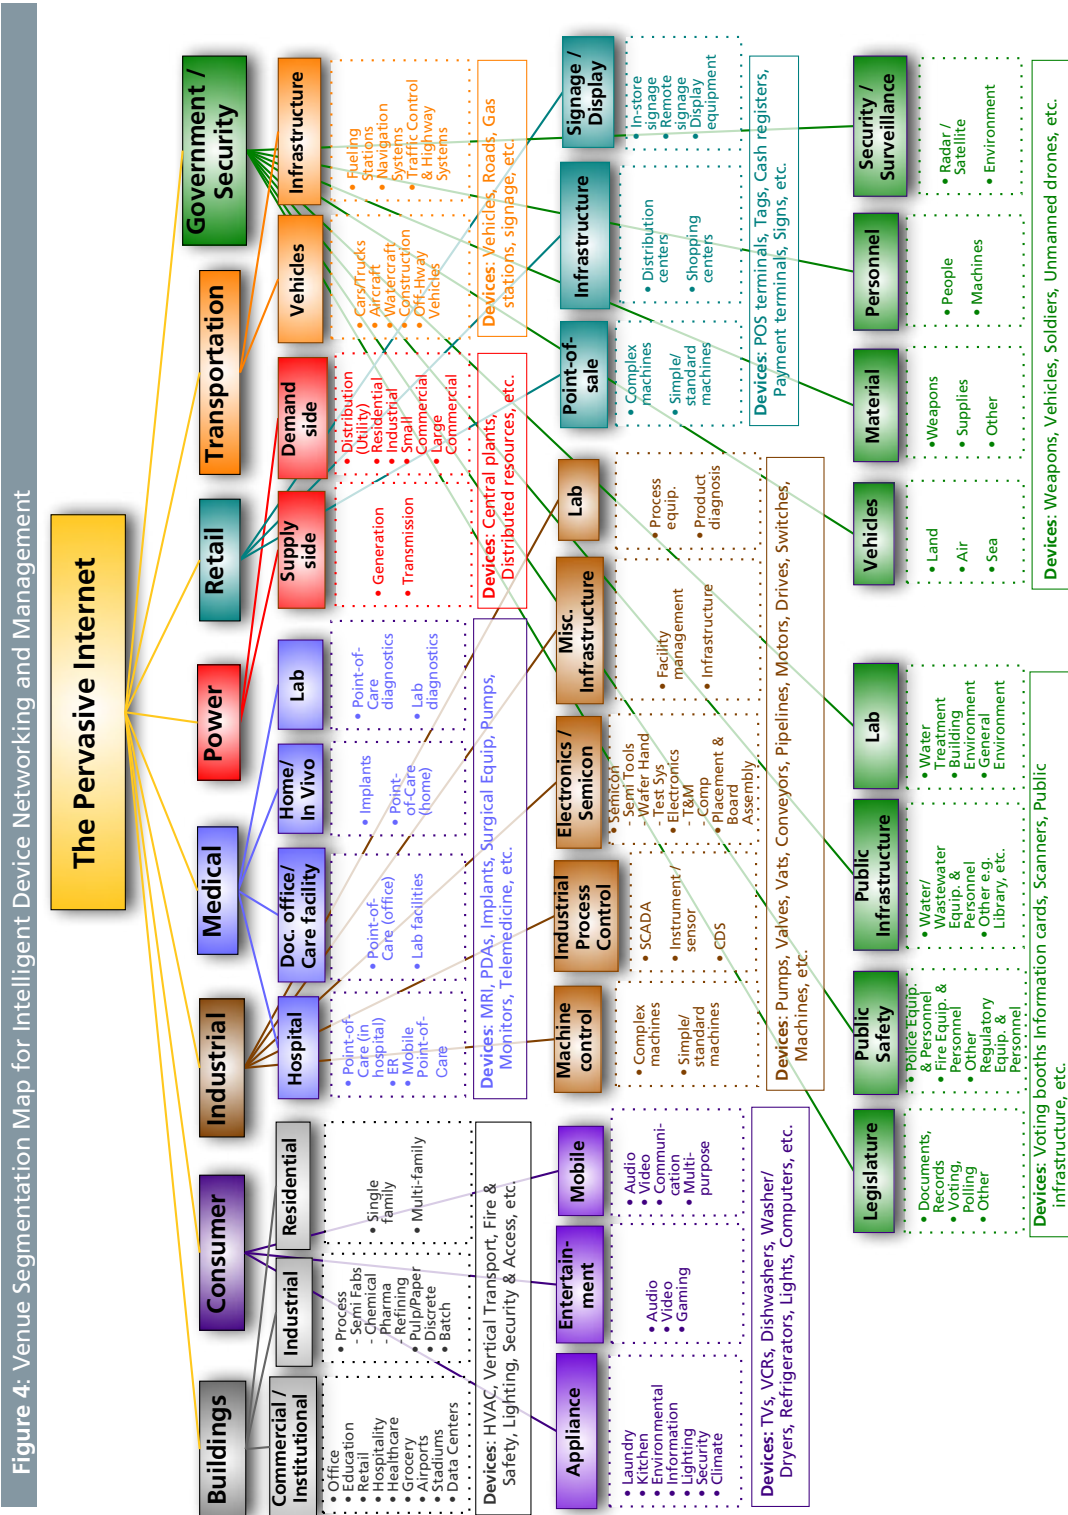 Figure 4: Venue Segmentation Map for Intelligent Device Networking and Management
The Pervasive Internet
Buildings
Consumer
Industrial
Medical
Power
Retail
Transportation
Government /
Security
Commercial /
Institutional
• Office
• Education
• Retail
• Hospitality
• Healthcare
• Grocery
• Airports
• Stadiums
• Data Centers
Industrial
• Process
- Semi Fabs
- Chemical
- Pharma
- Refining
• Pulp/Paper
• Discrete
• Batch
Residential
• Single
family
• Multi-family
Devices: HVAC, Vertical Transport, Fire &
Safety, Lighting, Security & Access, etc.
Hospital
• Point-of-
Care (in
hospital)
• ER
• Mobile
Point-of-
Care
Doc. office/
Care facility
• Point-of-
Care (office)
• Lab facilities
Home/
In Vivo
• Implants
• Point-
of-Care
(home)
Lab
• Point-of-
Care
diagnostics
• Lab
diagnostics
Devices: MRI, PDAs, Implants, Surgical Equip, Pumps,
Monitors, Telemedicine, etc.
Supply
side
• Generation
• Transmission
Demand
side
• Distribution
(Utility)
• Residential
• Industrial
• Small
Commercial
• Large
Commercial
Devices: Central plants,
Distributed resources, etc.
Vehicles
• Cars/Trucks
• Aircraft
• Watercraft
• Construction
• Off-Hway
Vehicles
Infrastructure
• Fueling
Stations
• Navigation
Systems
• Traffic Control
& Highway
Systems
Devices: Vehicles, Roads, Gas
stations, signage, etc.
Appliance
• Laundry
• Kitchen
• Environmental
• Information
• Lighting
• Security
• Climate
Entertain-
ment
• Audio
• Video
• Gaming
Mobile
• Audio
• Video
• Communi-
cation
• Multi-
purpose
Devices: TVs, VCRs, Dishwashers, Washer/
Dryers, Refrigerators, Lights, Computers, etc.
Machine
control
• Complex
machines
• Simple/
standard
machines
Industrial
Process
Control
• SCADA
• Instrument /
sensor
• CDS
Electronics /
Semicon
• Semicon
- Semi Tools
- Wafer Hand
- Test Sys
• Electronics
- T&M
- Comp
• Placement &
Board
Assembly
Misc.
Infrastructure
• Facility
management
• Infrastructure
Lab
• Process
equip.
• Product
diagnosis
Devices: Pumps, Valves, Vats, Conveyors, Pipelines, Motors, Drives, Switches,
Machines, etc.
Point-of-
sale
• Complex
machines
• Simple/
standard
machines
Infrastructure
• Distribution
centers
• Shopping
centers
Signage /
Display
• In-store
signage
• Remote
signage
• Display
equipment
Devices: POS terminals, Tags, Cash registers,
Payment terminals, Signs, etc.
Legislature
• Documents,
Records
• Voting,
Polling
• Other
Public
Safety
• Police Equip.
& Personnel
• Fire Equip. &
Personnel
• Other
Regulatory
Equip. &
Personnel
Public
Infrastructure
• Water/
Wastewater
Equip. &
Personnel
• Other e.g.
Library, etc.
Lab
• Water
Treatment
• Building
Environment
• General
Environment
Devices: Voting booths Information cards, Scanners, Public
infrastructure, etc.
Vehicles
• Land
• Air
• Sea
Material
• Weapons
• Supplies
• Other
Personnel
• People
• Machines
Security /
Surveillance
• Radar /
Satellite
• Environment
Devices: Weapons, Vehicles, Soldiers, Unmanned drones, etc.